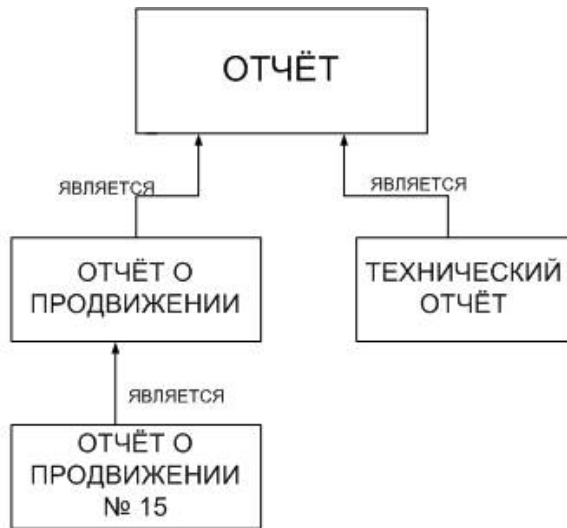 ОТЧЁТ
ЯВЛЯЕТСЯ
ЯВЛЯЕТСЯ
ОТЧЁТ О
ПРОДВИЖЕНИИ
ТЕХНИЧЕСКИЙ
ОТЧЁТ
ЯВЛЯЕТСЯ
ОТЧЁТ О
ПРОДВИЖЕНИИ
№ 15